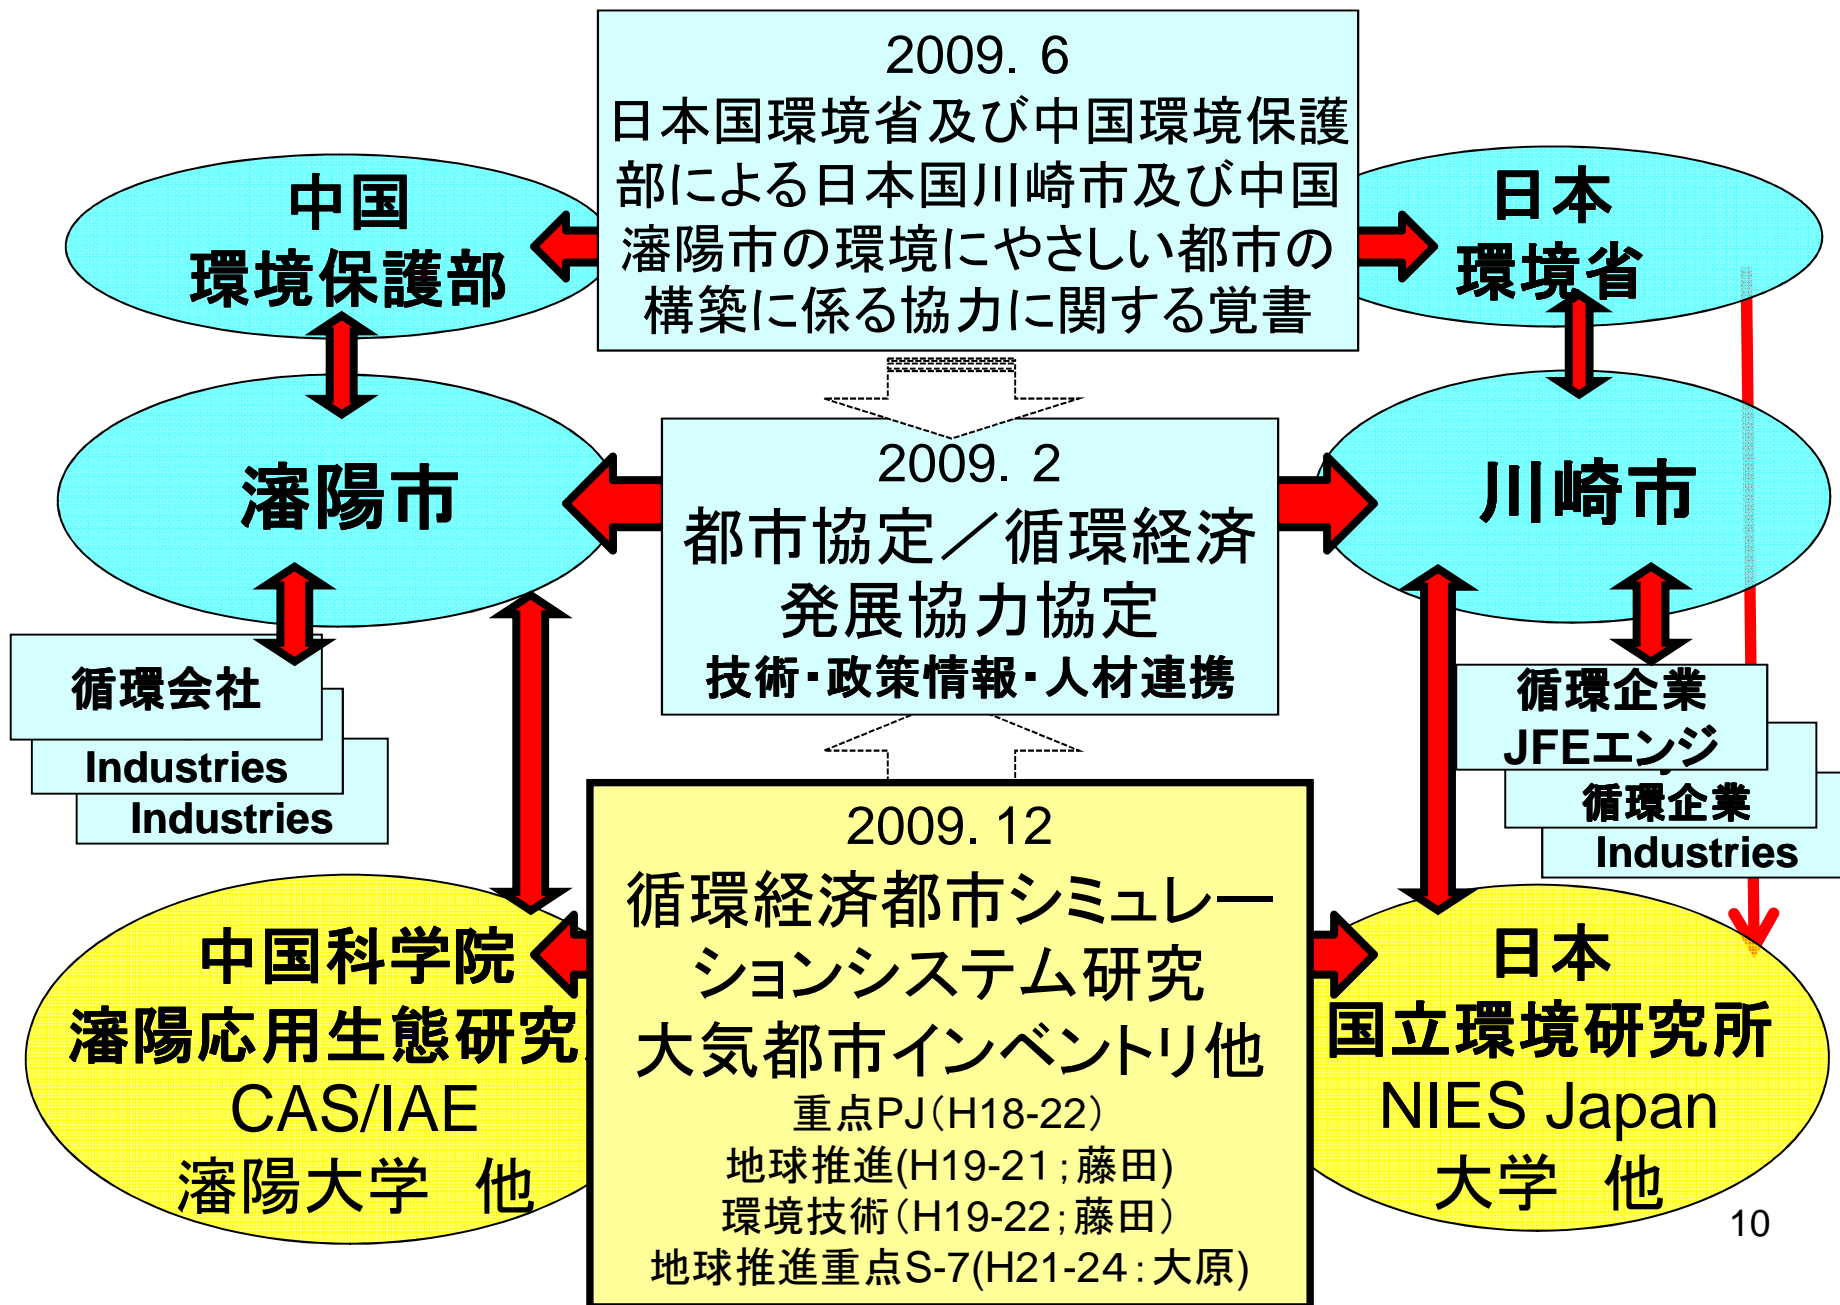 2009. 6
日本国環境省及び中国環境保護
部による日本国川崎市及び中国
瀋陽市の環境にやさしい都市の
構築に係る協力に関する覚書
中国
環境保護部
日本
環境省
瀋陽市
2009. 2
都市協定／循環経済
発展協力協定
技術・政策情報・人材連携
川崎市
循環会社
Industries
Industries
循環企業
JFEエンジ
循環企業
Industries
中国科学院
瀋陽応用生態研究
CAS/IAE
瀋陽大学　他
2009. 12
循環経済都市シミュレー
ションシステム研究
大気都市インベントリ他
重点PJ（H18-22）
地球推進(H19-21；藤田)
環境技術（H19-22；藤田）
地球推進重点S-7(H21-24：大原)
日本
国立環境研究所
NIES Japan
大学　他
10